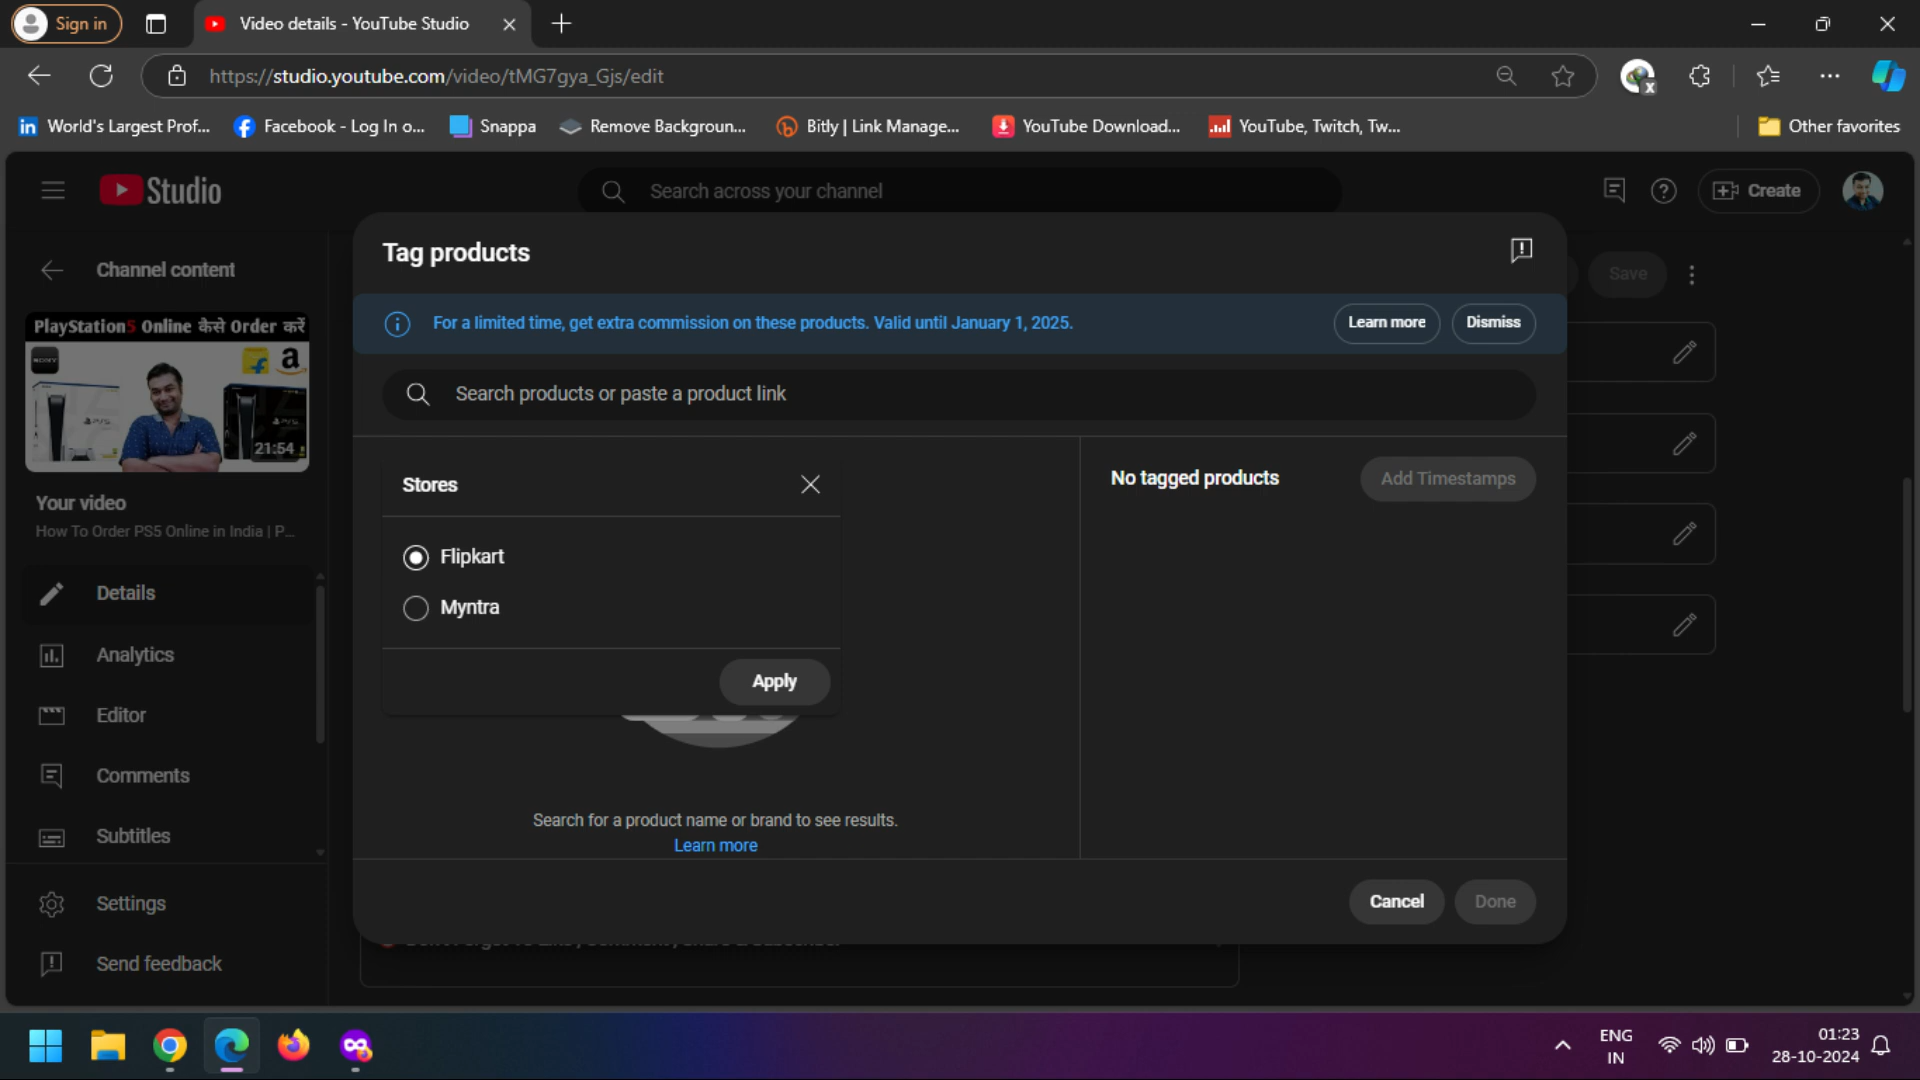 Sign in
Video details - YouTube Studio
https://studio.youtube.com/video/tMG7gya_Gjs/edit
World's Largest Prof...
Facebook - Log In o...
Snappa
Remove Backgroun...
Bitly | Link Manage...
YouTube Download...
YouTube, Twitch, Tw...
Other favorites
Studio
Search across your channel
Create
Channel content
PlayStation5 Online कैसे Order करें
SONY
PS5
PS5
21:54
Your video
How To Order PS5 Online in India | P...
Details
Analytics
Editor
Comments
Subtitles
Settings
Send feedback
Save
Tag products
For a limited time, get extra commission on these products. Valid until January 1, 2025.
Learn more
Dismiss
Search products or paste a product link
Stores
Flipkart
Myntra
Apply
No tagged products
Add Timestamps
Search for a product name or brand to see results.
Learn more
Cancel
Done
ENG
IN
01:23
28-10-2024